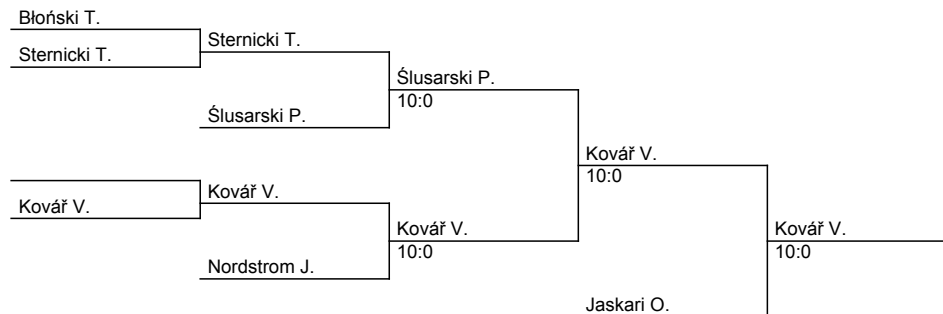 Błoński T.
Sternicki T.
Sternicki T.
Ślusarski P.
10:0
Ślusarski P.
Kovář V.
10:0
Kovář V.
Kovář V.
Kovář V.
10:0
Kovář V.
10:0
Nordstrom J.
Jaskari O.